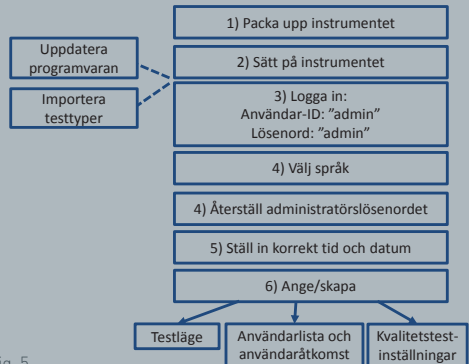 1) Packa upp instrumentet
Uppdatera
programvaran
2) Sätt på instrumentet
Importera
testtyper
3) Logga in:
Användar-ID: ”admin”
Lösenord: ”admin”
4) Välj språk
4) Återställ administratörslösenordet
5) Ställ in korrekt tid och datum
6) Ange/skapa
Testläge
Användarlista och
användaråtkomst
Kvalitetstest-
inställningar